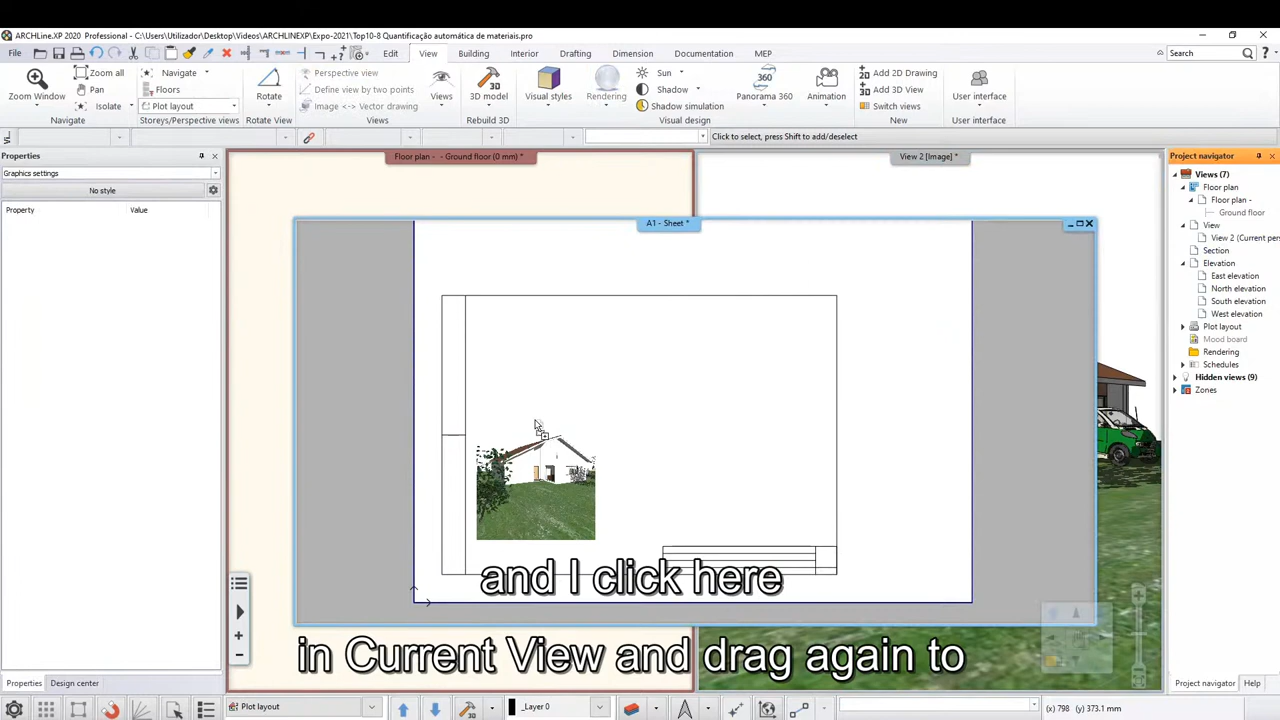 ARCHLine.XP 2020  Professional - C:\Users\Utilizador\Desktop\Videos\ARCHLINEXP\Expo-2021\Top10-8 Quantificação automática de materais.pro
File
Edit
View
Building
Interior
Drafting
Dimension
Documentation
MEP
Search
Zoom Window
Zoom all
Pan
Isolate
Navigate
Navigate
Floors
Plot layout
Storeys/Perspective views
Rotate
Rotate View
Perspective view
Define view by two points
Image <-> Vector drawing
Views
Views
3D model
Rebuild 3D
Visual styles
Rendering
Sun
Shadow
Shadow simulation
Visual design
Panorama 360
Animation
Add 2D Drawing
Add 3D View
Switch views
New
User interface
User interface
Click to select, press Shift to add/deselect
Properties
Graphics settings
No style
Property Value
Floor plan - - Ground floor (0 mm) *
View 2 [Image] *
A1 - Sheet *
Project navigator
Views (7)
Floor plan
Floor plan -
Ground floor
View
View 2 (Current per
Section
Elevation
East elevation
North elevation
South elevation
West elevation
Plot layout
Mood board
Rendering
Schedules
Hidden views (9)
Zones
and I click here
in Current View and drag again to
Properties
Design center
Project navigator
Help
Plot layout
_Layer 0
(x) 798 (y) 373.1 mm